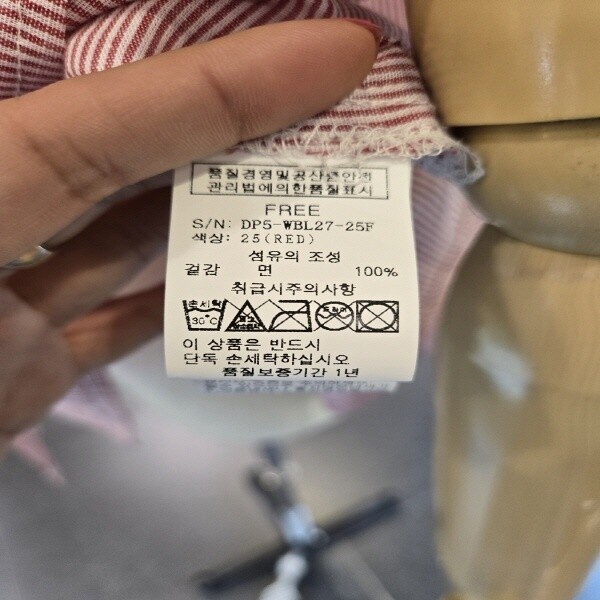 품질경영및공산품안전
관리법에의한품질표시
FREE
S/N: DP5-WBL27-25F
색상: 25(RED)
섬유의 조성
겉감 면 100%
취급시주의사항
손세탁
30°C
이 상품은 반드시
단독 손세탁하십시오
품질보증기간 1년